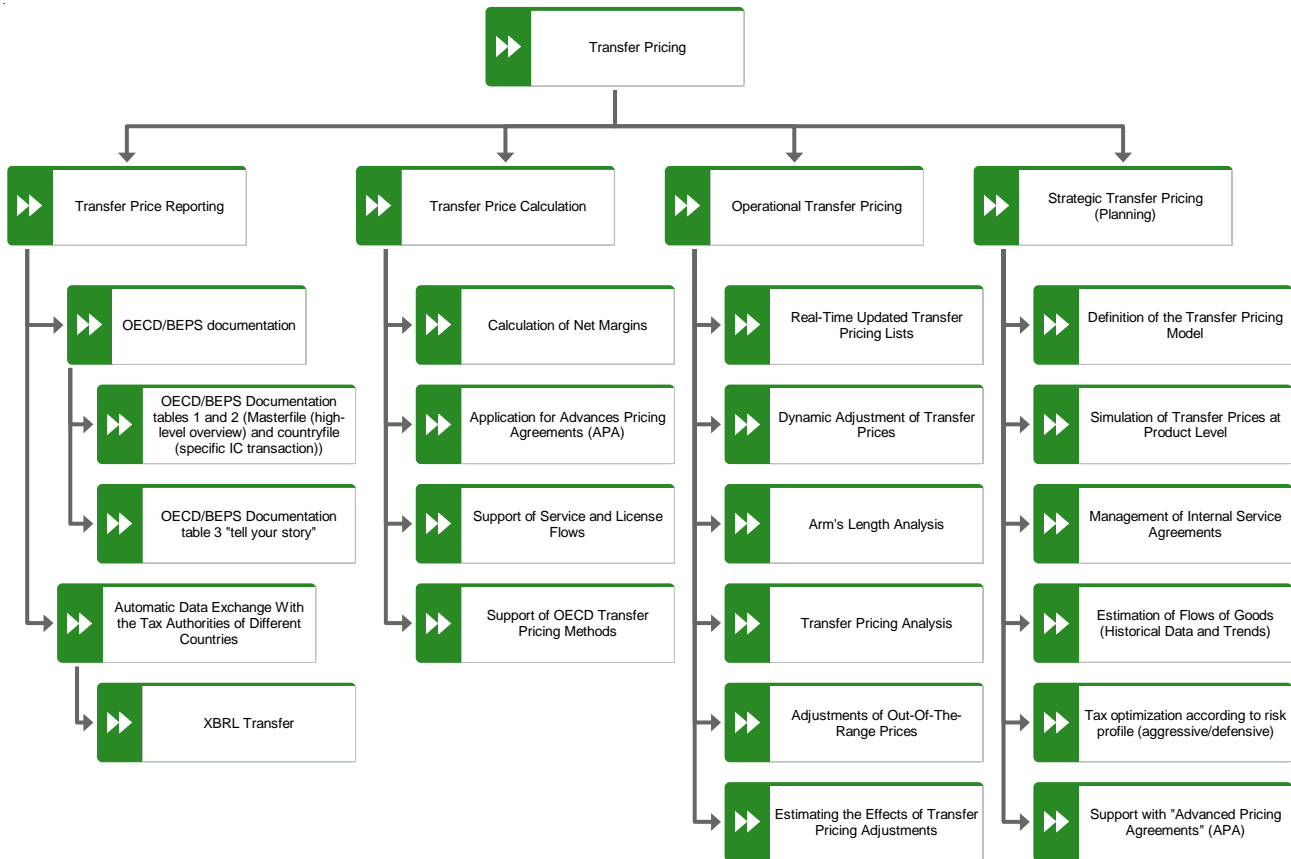 Transfer Pricing
Transfer Price Reporting
Transfer Price Calculation
Operational Transfer Pricing
Strategic Transfer Pricing
(Planning)
OECD/BEPS documentation
OECD/BEPS Documentation
tables 1 and 2 (Masterfile (high-
level overview) and countryfile
(specific IC transaction))
OECD/BEPS Documentation
table 3 "tell your story"
Automatic Data Exchange With
the Tax Authorities of Different
Countries
XBRL Transfer
Calculation of Net Margins
Application for Advances Pricing
Agreements (APA)
Support of Service and License
Flows
Support of OECD Transfer
Pricing Methods
Real-Time Updated Transfer
Pricing Lists
Dynamic Adjustment of Transfer
Prices
Arm's Length Analysis
Transfer Pricing Analysis
Adjustments of Out-Of-The-
Range Prices
Estimating the Effects of Transfer
Pricing Adjustments
Definition of the Transfer Pricing
Model
Simulation of Transfer Prices at
Product Level
Management of Internal Service
Agreements
Estimation of Flows of Goods
(Historical Data and Trends)
Tax optimization according to risk
profile (aggressive/defensive)
Support with "Advanced Pricing
Agreements" (APA)